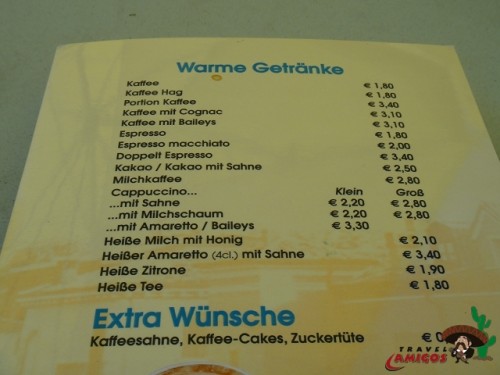 Warme Getränke
Kaffee € 1,80
Kaffee Hag € 1,80
Portion Kaffee € 3,40
Kaffee mit Cognac € 3,10
Kaffee mit Baileys € 3,10
Espresso € 1,80
Espresso macchiato € 2,00
Doppelt Espresso € 3,40
Kakao / Kakao mit Sahne € 2,50
Milchkaffee € 2,80
Cappuccino... Klein Groß
...mit Sahne € 2,20 € 2,80
...mit Milchschaum € 2,20 € 2,80
...mit Amaretto / Baileys € 3,30
Heiße Milch mit Honig € 2,10
Heißer Amaretto (4cl.) mit Sahne € 3,40
Heiße Zitrone € 1,90
Heiße Tee € 1,80
Extra Wünsche
Kaffeesahne, Kaffee-Cakes, Zuckertüte € 0
TRAVEL
AMIGOS